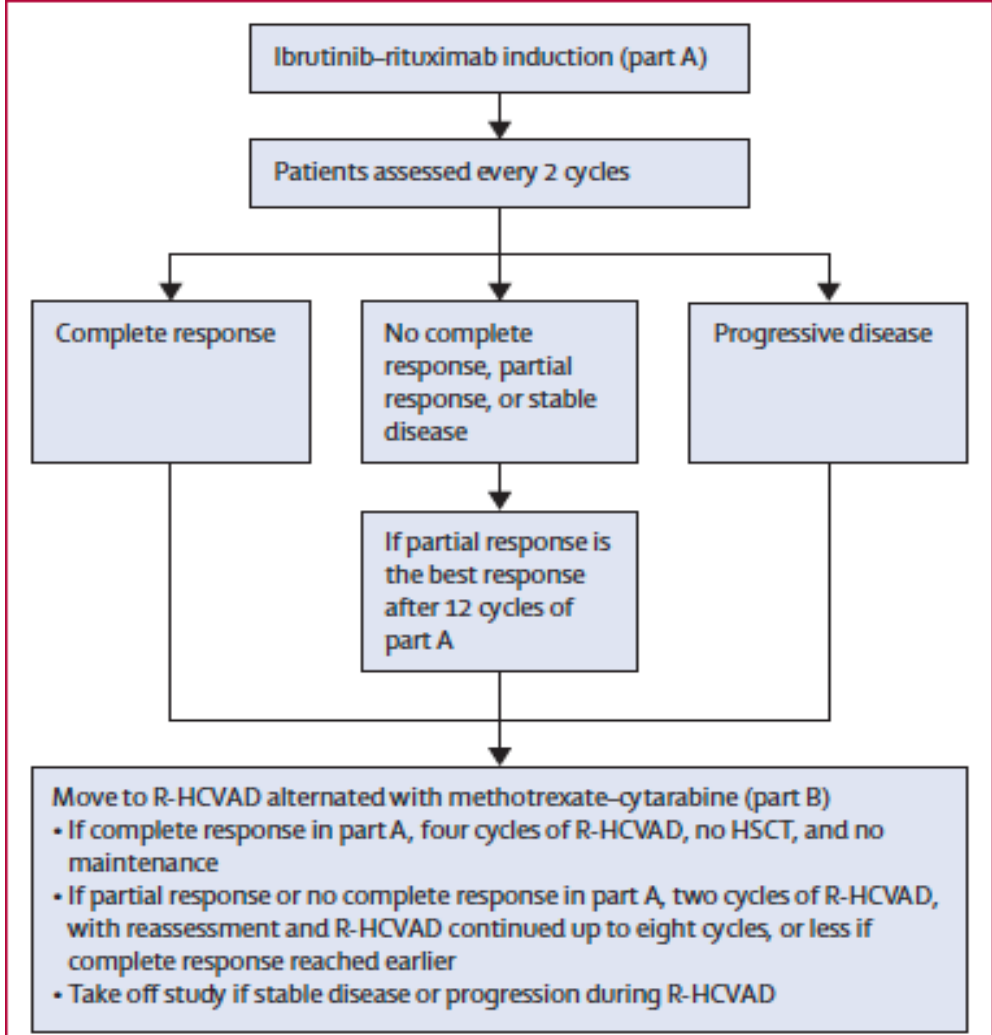 Ibrutinib–rituximab induction (part A)
Patients assessed every 2 cycles
Complete response
No complete
response, partial
response, or stable
disease
Progressive disease
If partial response is
the best response
after 12 cycles of
part A
Move to R-HCVAD alternated with methotrexate–cytarabine (part B)
• If complete response in part A, four cycles of R-HCVAD, no HSCT, and no
maintenance
• If partial response or no complete response in part A, two cycles of R-HCVAD,
with reassessment and R-HCVAD continued up to eight cycles, or less if
complete response reached earlier
• Take off study if stable disease or progression during R-HCVAD